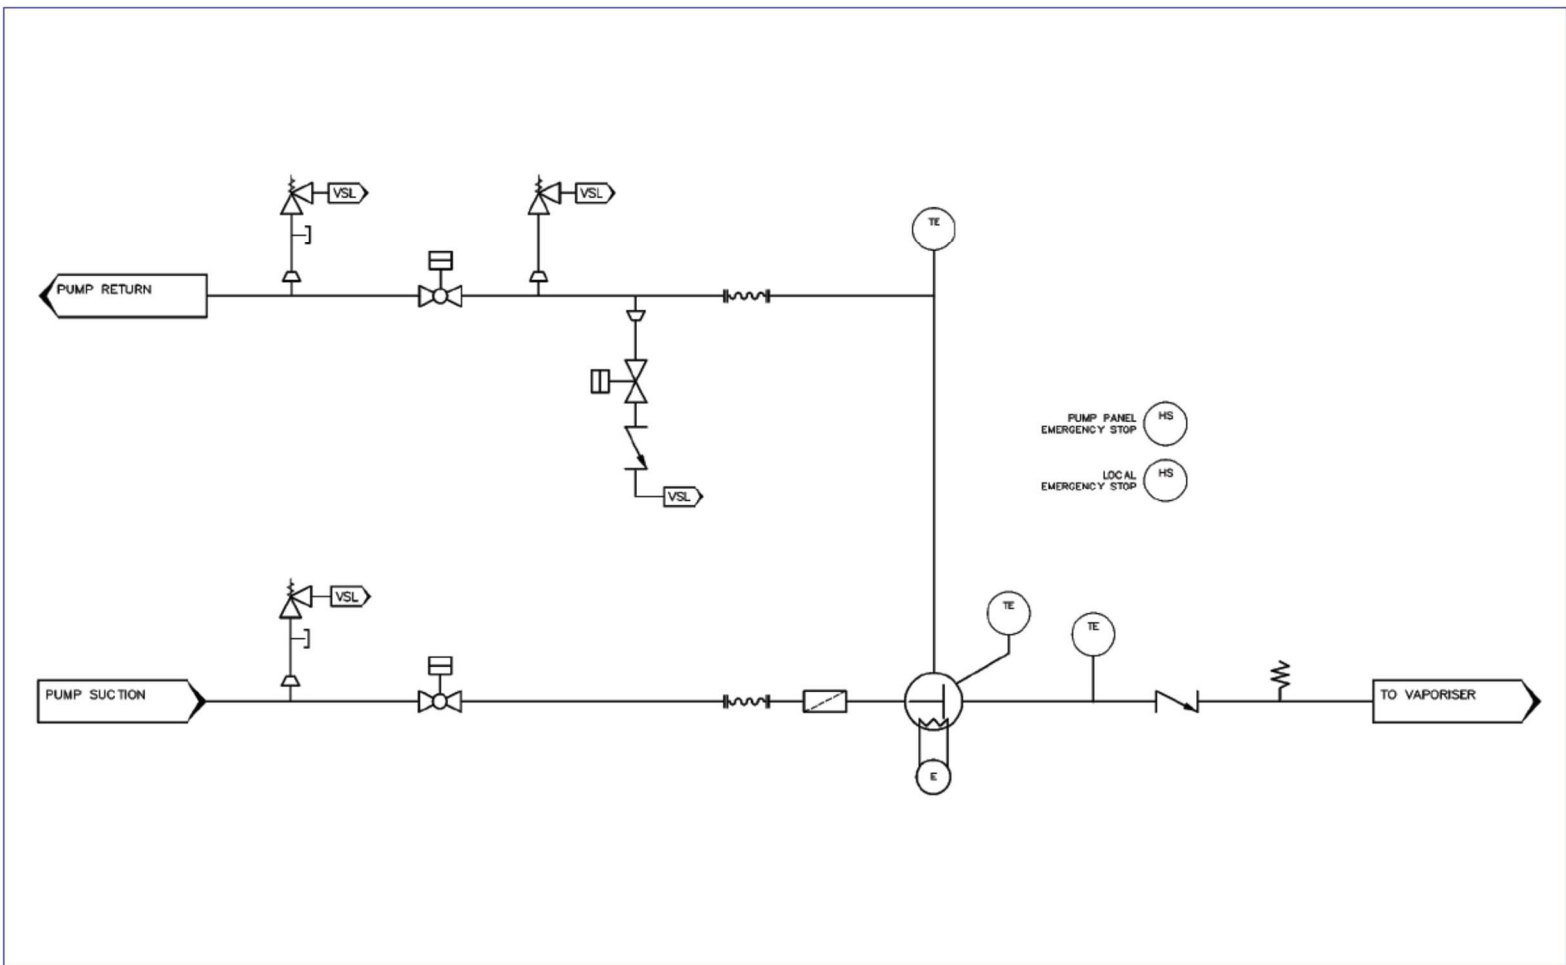 VSL
VSL
TE
PUMP RETURN
PUMP PANEL
EMERGENCY STOP
HS
LOCAL
EMERGENCY STOP
HS
VSL
VSL
TE
TE
PUMP SUCTION
TO VAPORISER
E